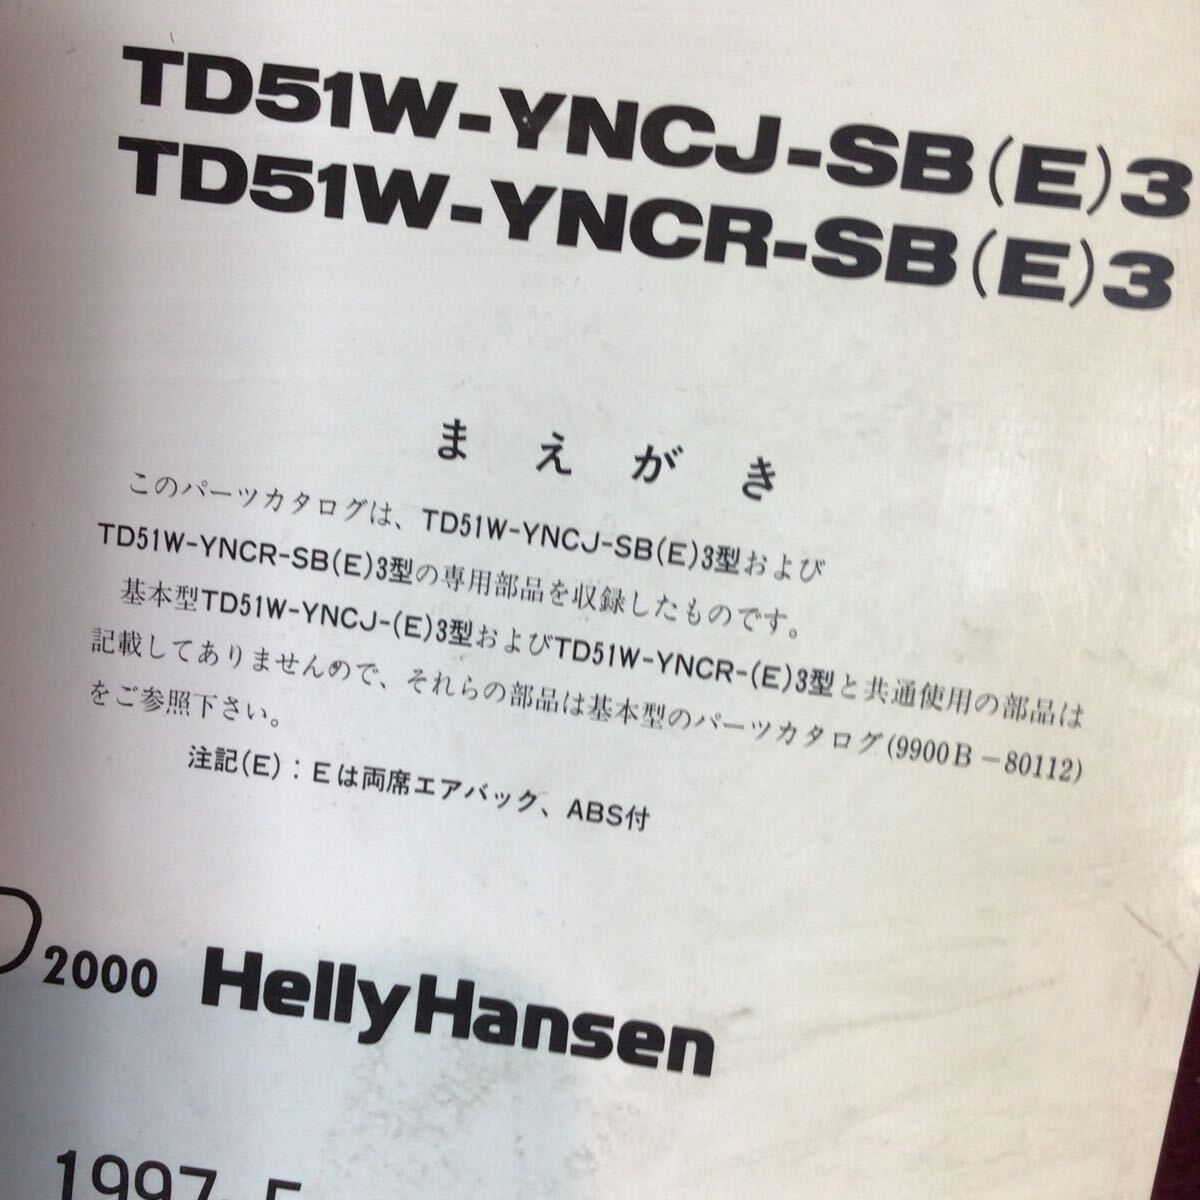 TD51W-YNCJ-SB(E)3
TD51W-YNCR-SB(E)3
まえがき
このパーツカタログは、TD51W-YNCJ-SB(E)3型および
TD51W-YNCR-SB(E)3型の専用部品を収録したものです。
基本型TD51W-YNCJ-(E)3型およびTD51W-YNCR-(E)3型と共通使用の部品は
記載してありませんので、それらの部品は基本型のパーツカタログ(9900B-80112)
をご参照下さい。
注記(E):Eは両席エアバック、ABS付
2000 HellyHansen
1997